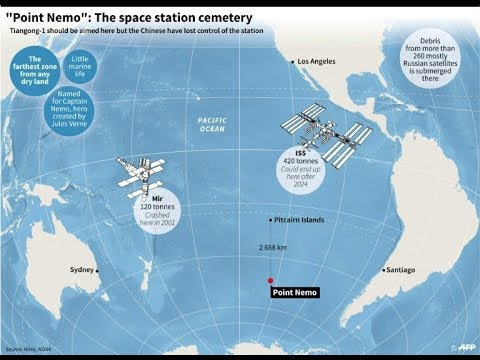 "Point Nemo": The space station cemetery
Tiangong-1 should be aimed here but the Chinese have lost control of the station
The
farthest zone
from any
dry land
Little
marine
life
Named
for Captain
Nemo, hero
created by
Jules Verne
Los Angeles
Debris
from more than
260 mostly
Russian satellites
is submerged
there
PACIFIC
OCEAN
ISS
420 tonnes
Could end up
here after
2024
Mir
120 tonnes
Crashed
here in 2001
Pitcairn Islands
2 688 km
Sydney
Santiago
Point Nemo
Source: Nasa, NOAA
© AFP